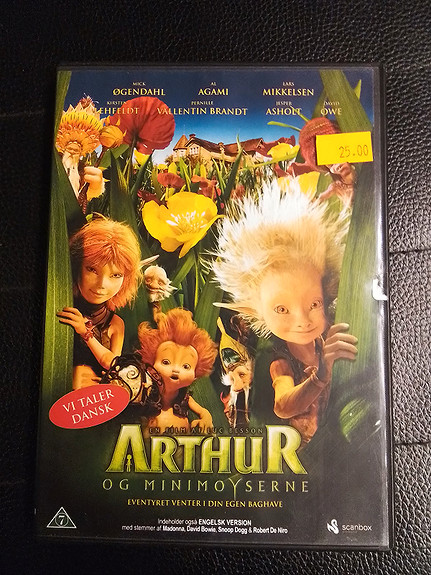 MICK AL LARS
ØGENDAHL AGAMI MIKKELSEN
KIRSTEN PERNILLE JESPER DAVID
LEHFELDT VALLENTIN BRANDT ASHOLT OWE
25.00
VI TALER
DANSK
EN FILM AF LUC BESSON
ARTHUR
OG MINIMOYSERNE
EVENTYRET VENTER I DIN EGEN BAGHAVE
Indeholder også ENGELSK VERSION
med stemmer af Madonna, David Bowie, Snoop Dogg & Robert De Niro
7
scanbox